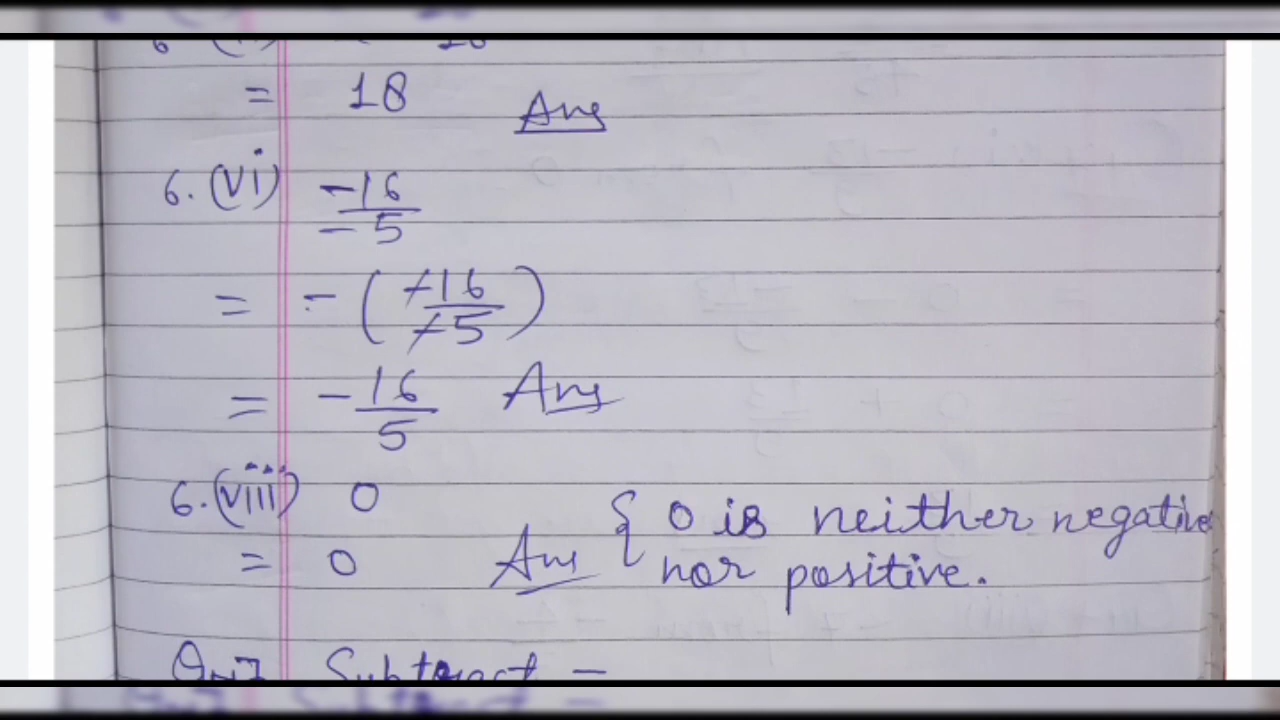 = 18 Ans
6. (vi) -16/-5
= - (-16/-5)
= - 16/5 Ans
6. (viii) 0
= 0 Ans { 0 is neither negative
nor positive.
Subtract -